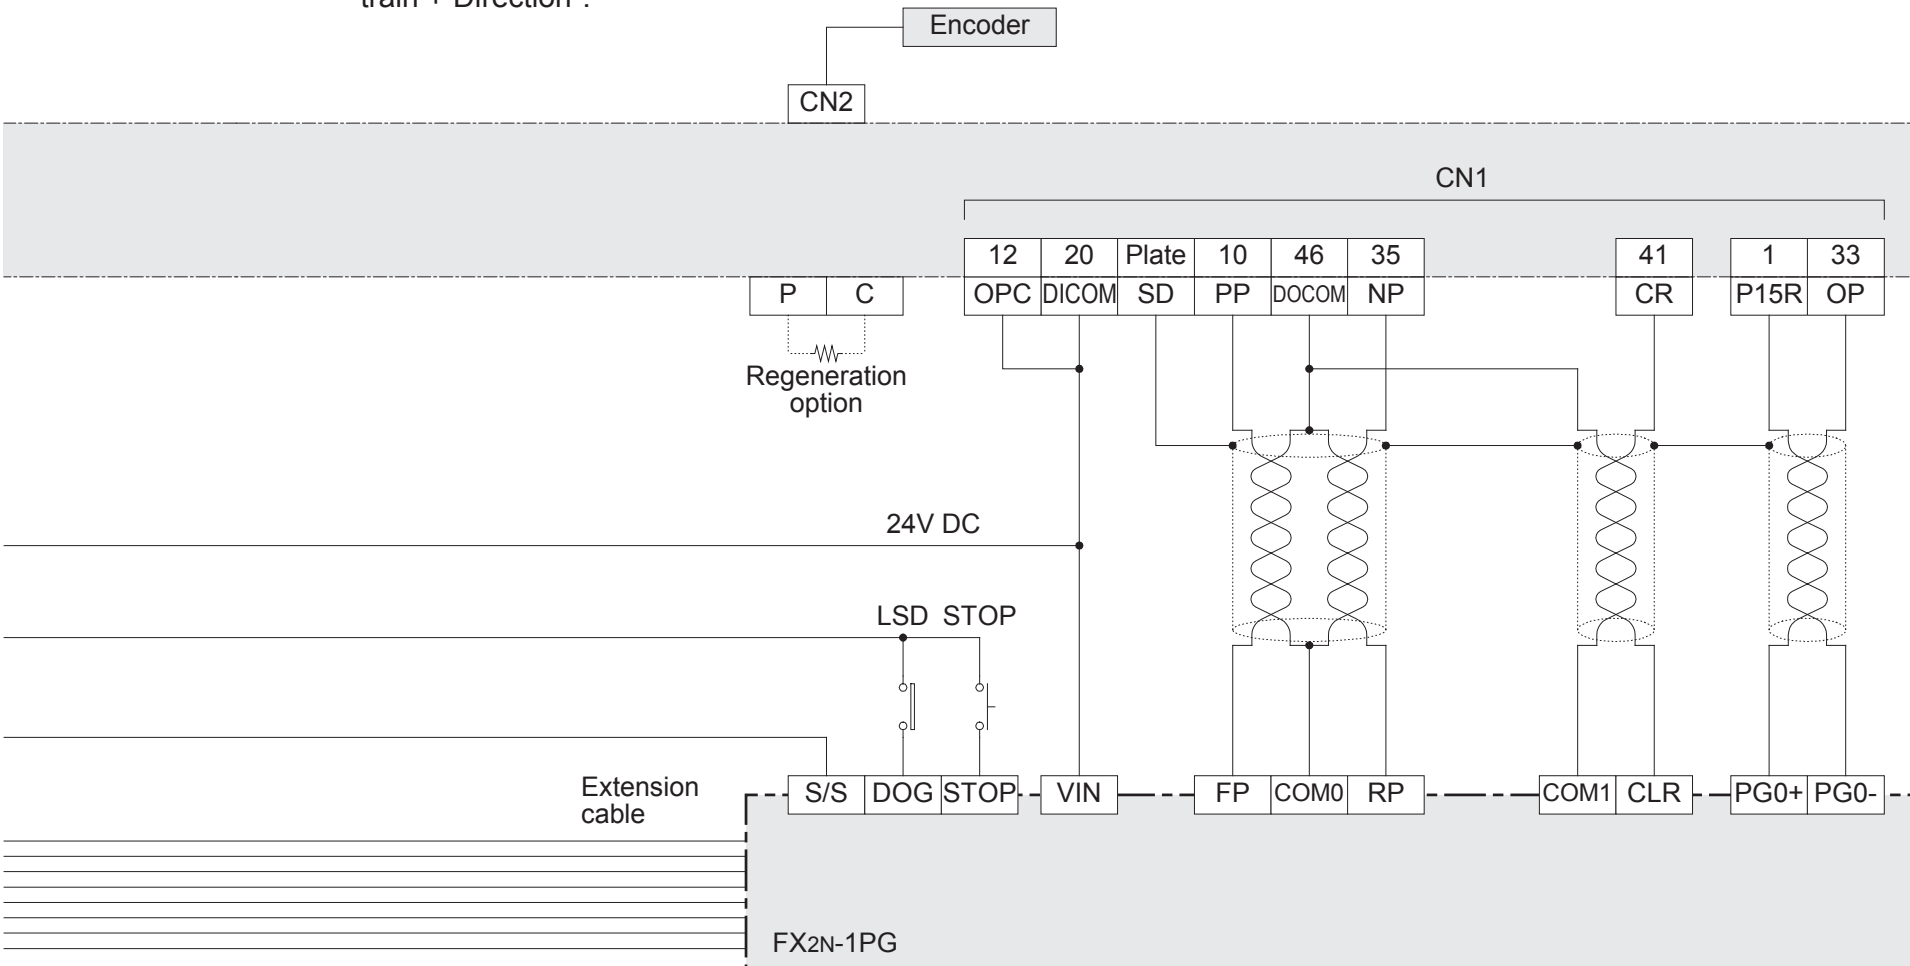 train + Direction".
Encoder
CN2
CN1
12 20 Plate 10 46 35 41 1 33
P C OPC DICOM SD PP DOCOM NP CR P15R OP
Regeneration
option
24V DC
LSD STOP
Extension
cable
S/S DOG STOP VIN FP COM0 RP COM1 CLR PG0+ PG0-
FX2N-1PG